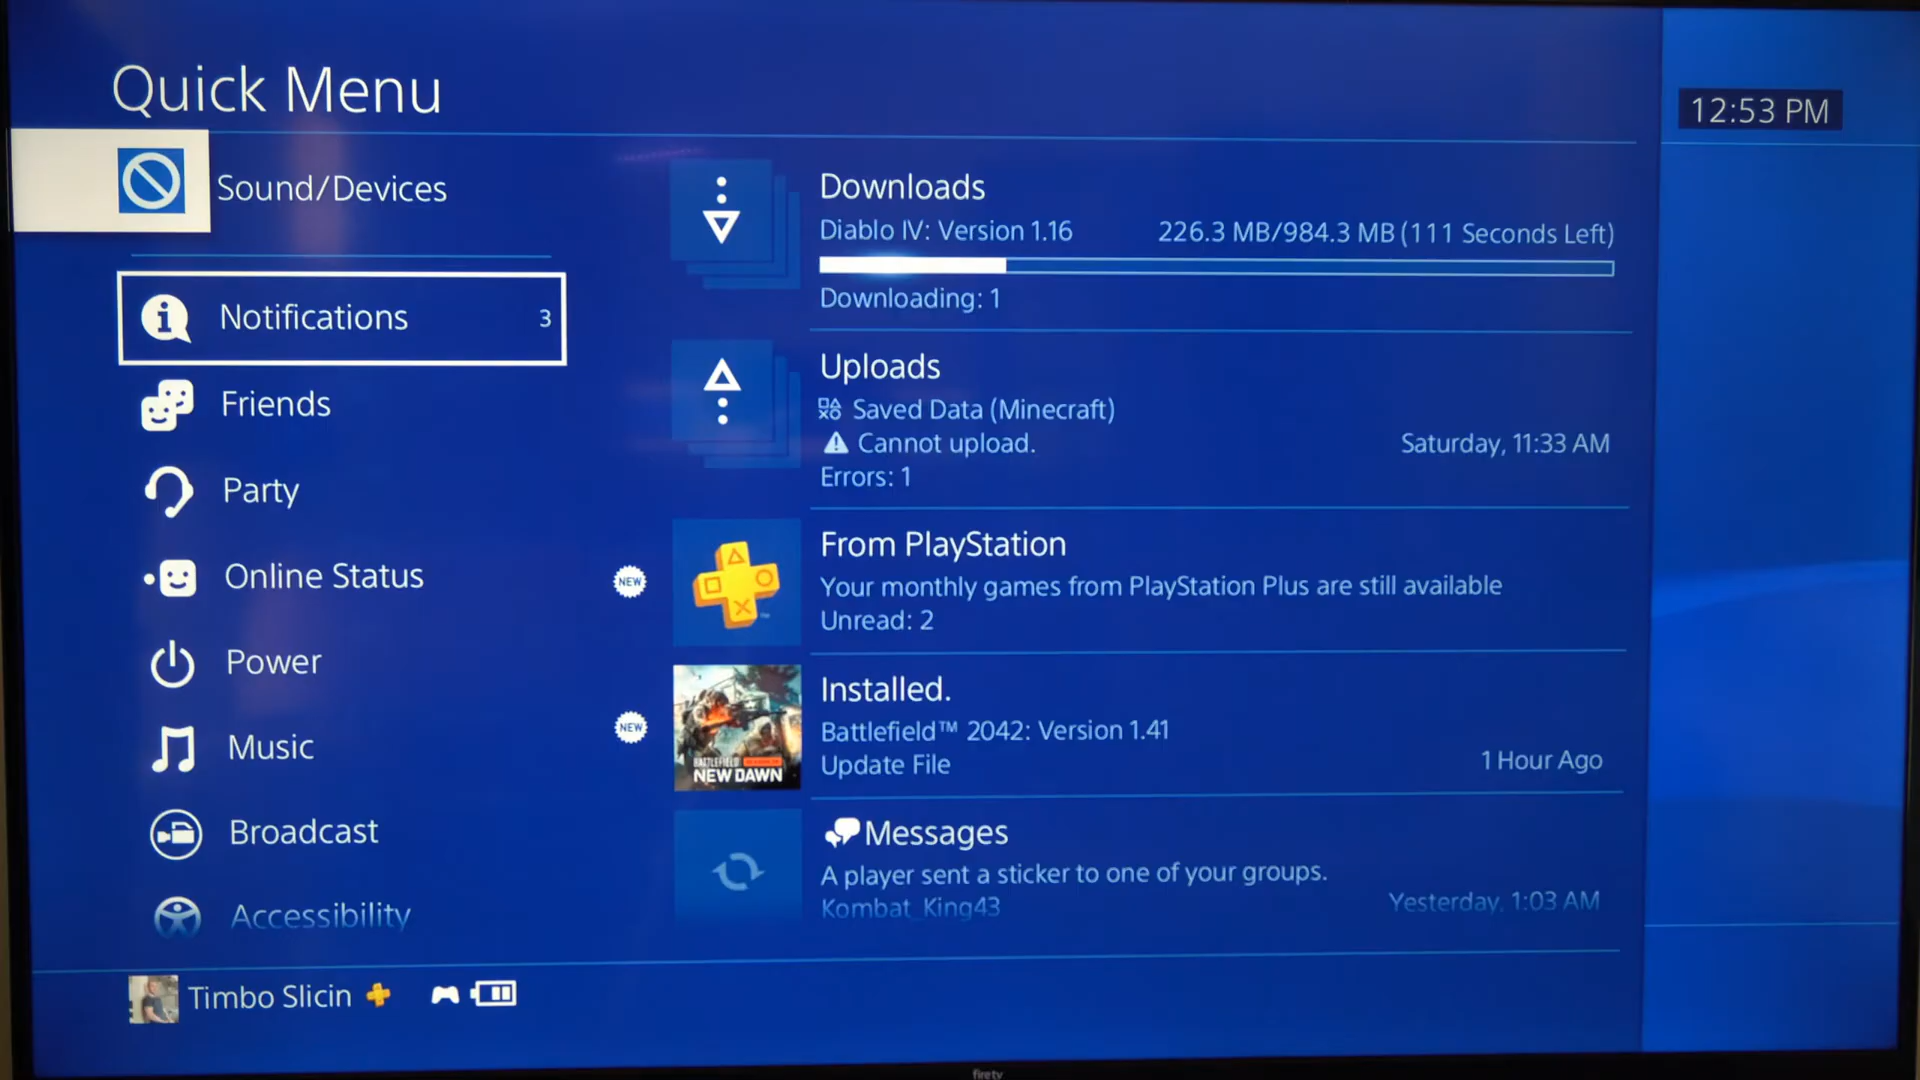 Quick Menu
12:53 PM
Sound/Devices
Notifications 3
Friends
Party
Online Status
Power
Music
Broadcast
Accessibility
Downloads
Diablo IV: Version 1.16 226.3 MB/984.3 MB (111 Seconds Left)
Downloading: 1
Uploads
Saved Data (Minecraft)
Cannot upload. Saturday, 11:33 AM
Errors: 1
NEW
From PlayStation
Your monthly games from PlayStation Plus are still available
Unread: 2
NEW
BATTLEFIELD
NEW DAWN
Installed.
Battlefield™ 2042: Version 1.41
Update File 1 Hour Ago
Messages
A player sent a sticker to one of your groups.
Kombat_King43 Yesterday, 1:03 AM
Timbo Slicin
firetv